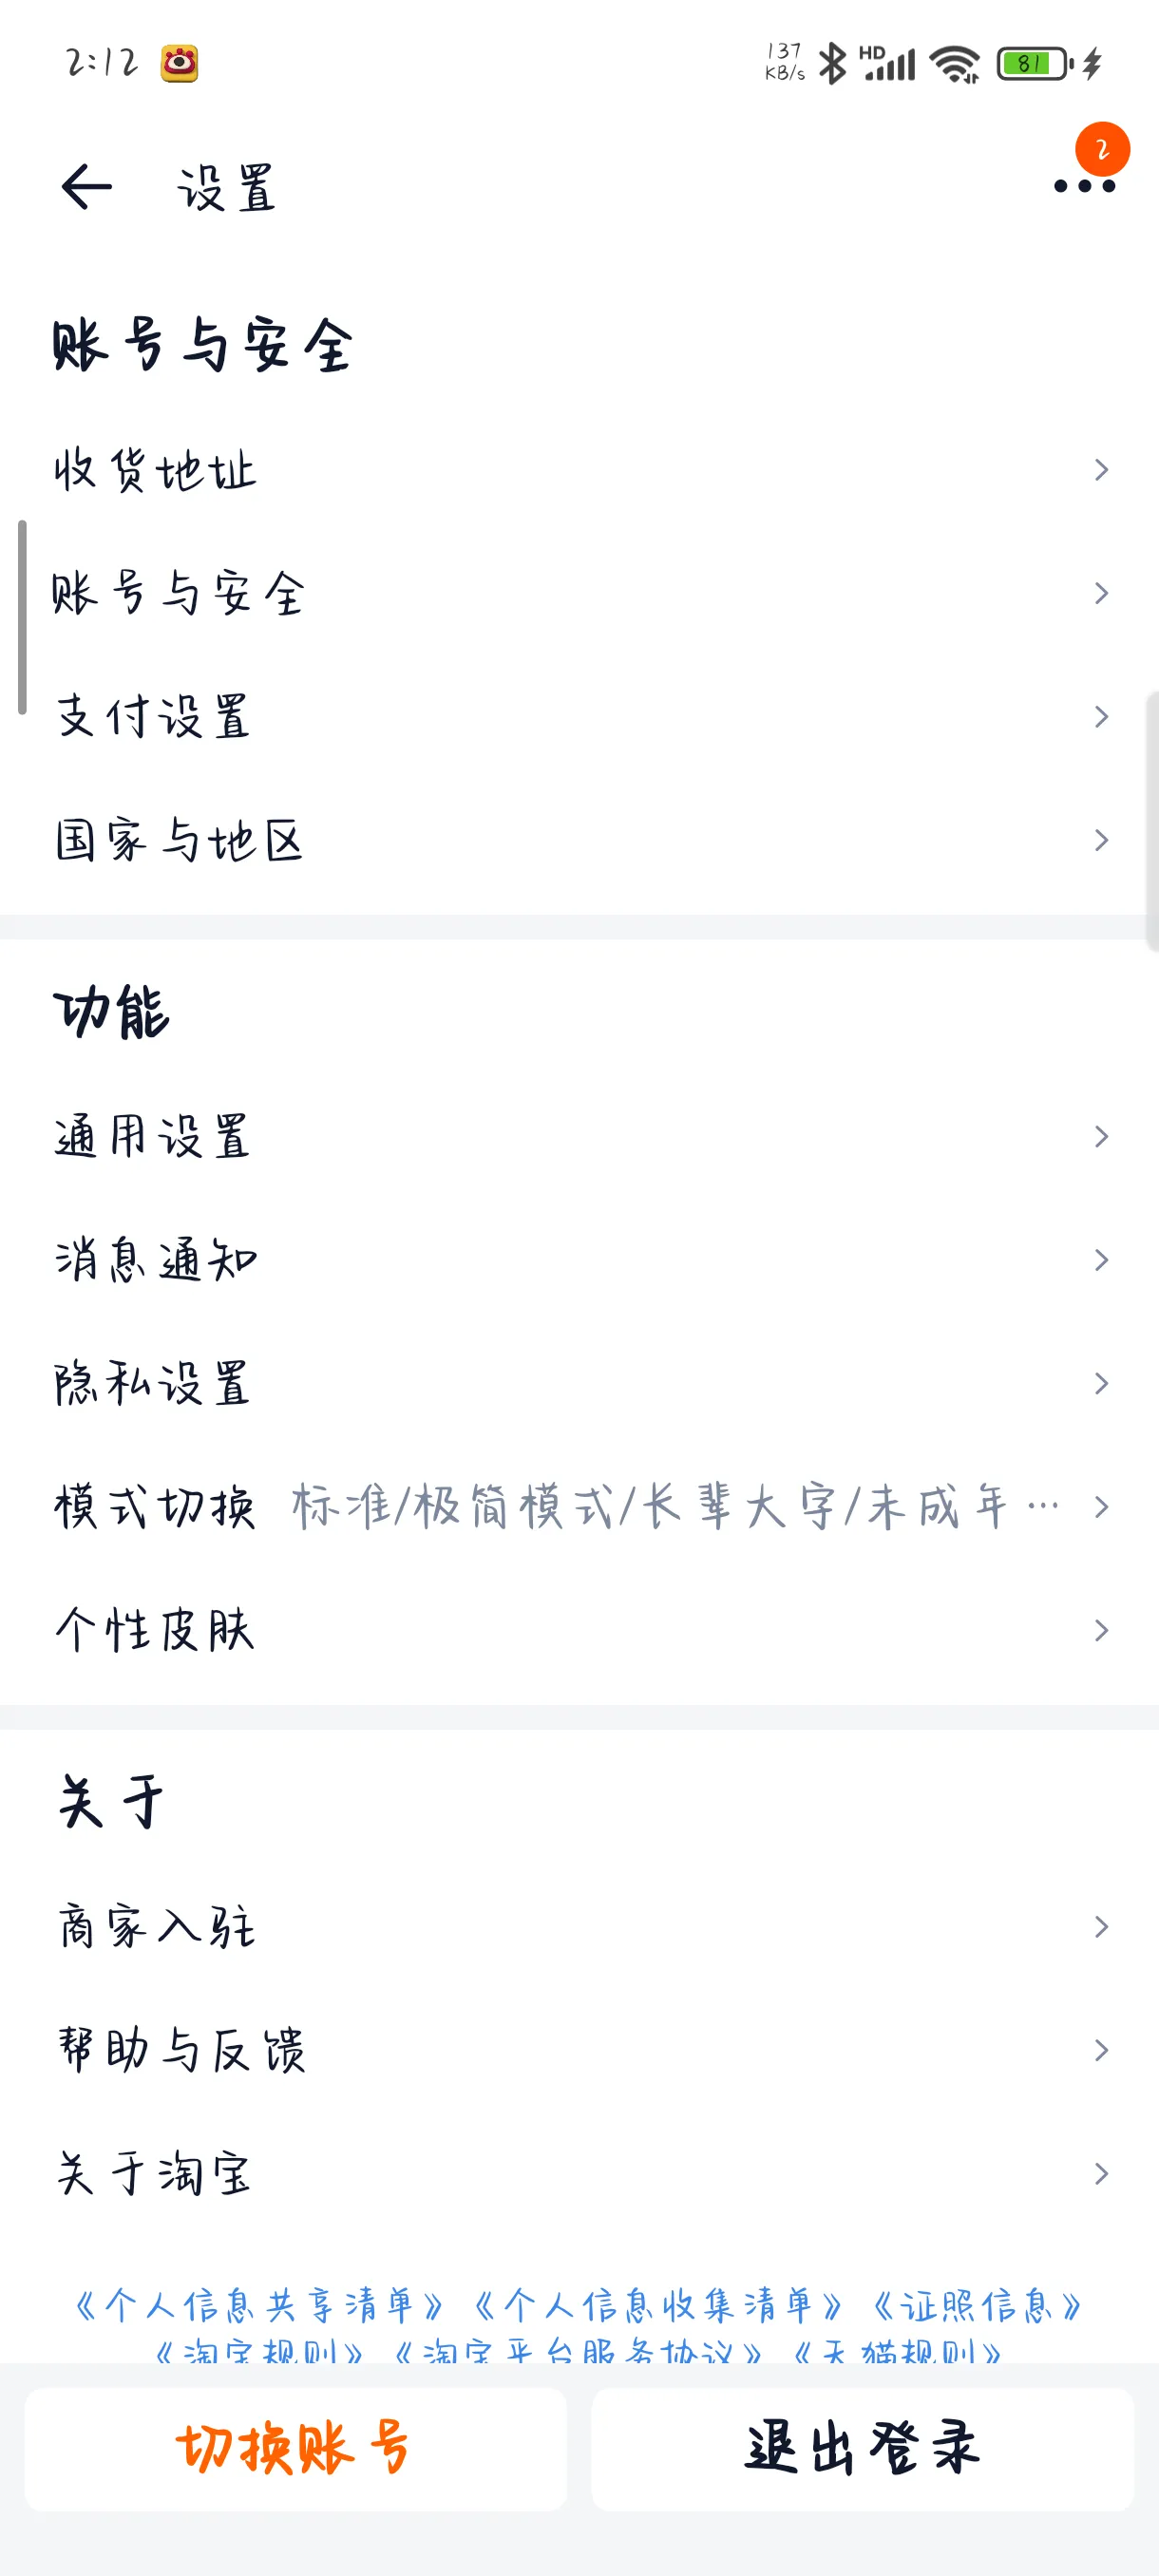 2:12
137
KB/s
HD
81
设置
2
账号与安全
收货地址
账号与安全
支付设置
国家与地区
功能
通用设置
消息通知
隐私设置
模式切换 标准/极简模式/长辈大字/未成年…
个性皮肤
关于
商家入驻
帮助与反馈
关于淘宝
《个人信息共享清单》《个人信息收集清单》《证照信息》
《淘宝规则》《淘宝平台服务协议》《天猫规则》
切换账号
退出登录